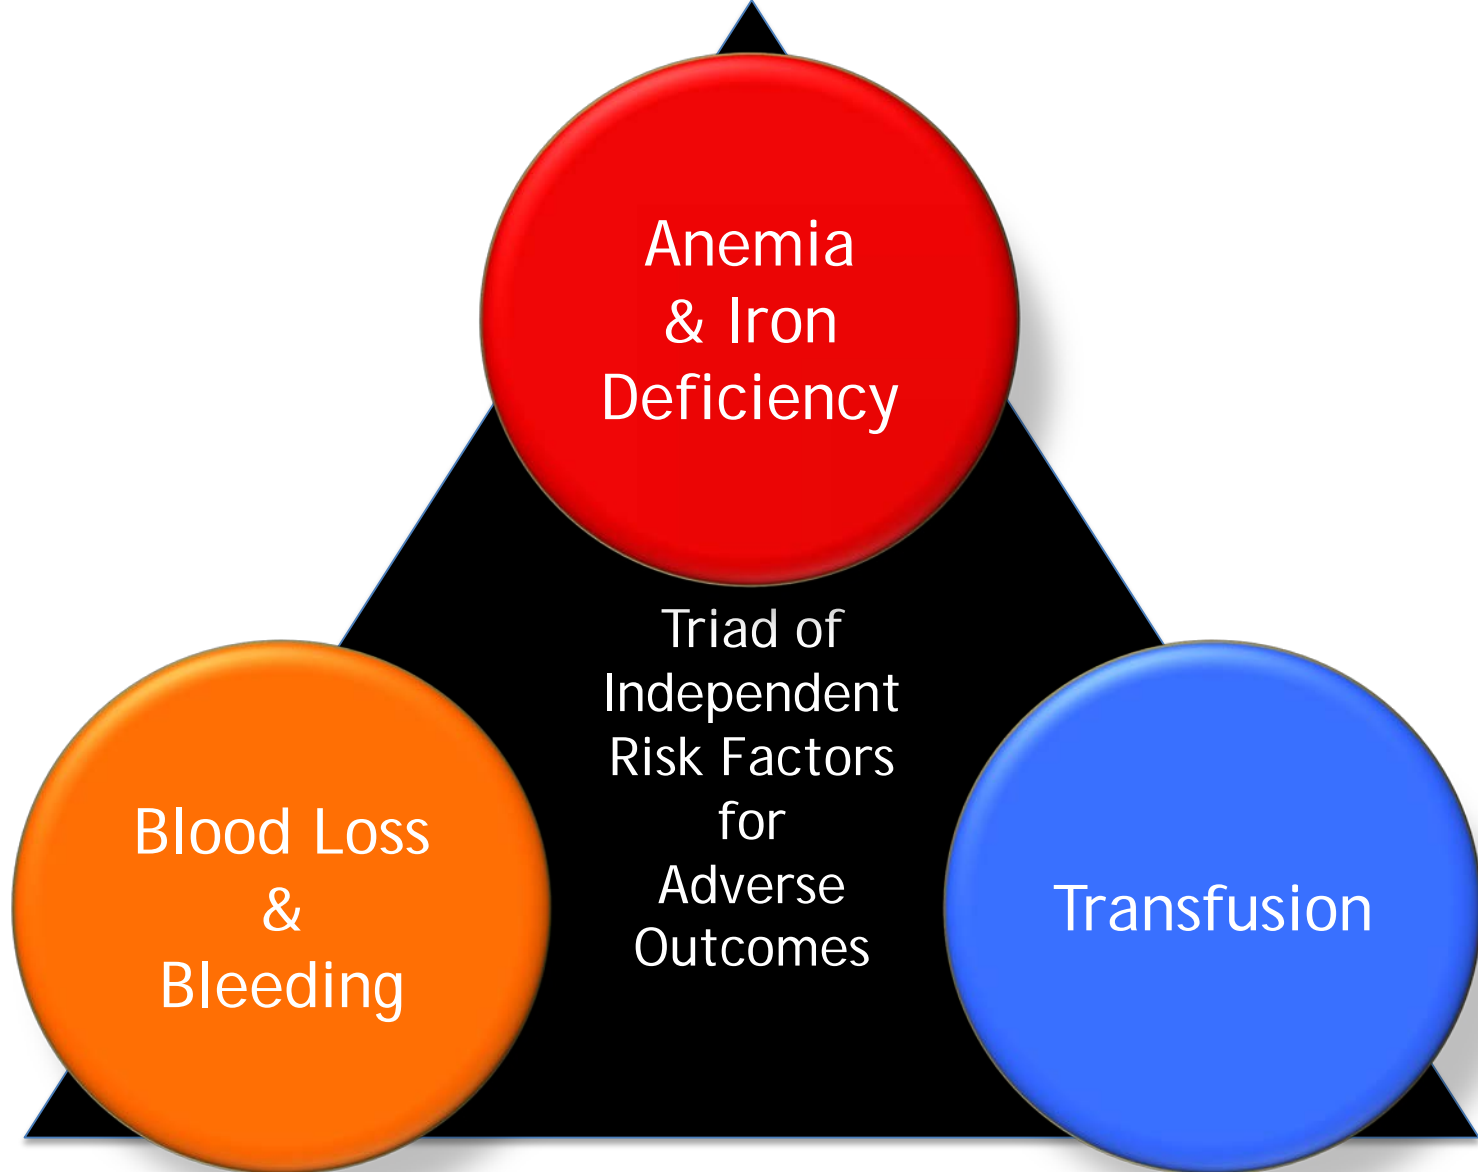 Anemia
& Iron
Deficiency
Triad of
Independent
Risk Factors
for
Adverse
Outcomes
Blood Loss
&
Bleeding
Transfusion